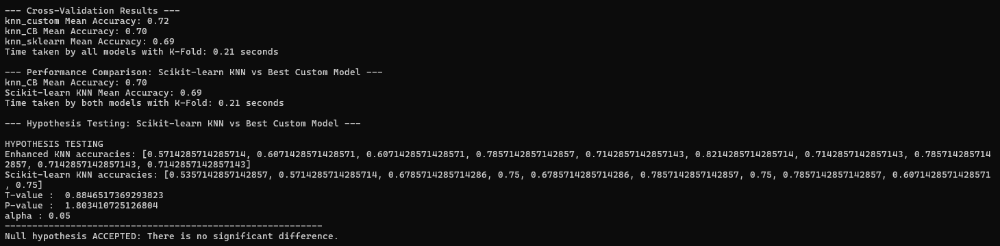 --- Cross-Validation Results ---
knn_custom Mean Accuracy: 0.72
knn_CB Mean Accuracy: 0.70
knn_sklearn Mean Accuracy: 0.69
Time taken by all models with K-Fold: 0.21 seconds
--- Performance Comparison: Scikit-learn KNN vs Best Custom Model ---
knn_CB Mean Accuracy: 0.70
Scikit-learn KNN Mean Accuracy: 0.69
Time taken by both models with K-Fold: 0.21 seconds
--- Hypothesis Testing: Scikit-learn KNN vs Best Custom Model ---
HYPOTHESIS TESTING
Enhanced KNN accuracies: [0.5714285714285714, 0.6071428571428571, 0.6071428571428571, 0.7857142857142857, 0.7142857142857143, 0.8214285714285714, 0.7142857142857143, 0.785714285714
2857, 0.7142857142857143, 0.7142857142857143]
Scikit-learn KNN accuracies: [0.5357142857142857, 0.5714285714285714, 0.6785714285714286, 0.75, 0.6785714285714286, 0.7857142857142857, 0.75, 0.7857142857142857, 0.6071428571428571
, 0.75]
T-value :  0.8846517369293823
P-value :  1.803410725126804
alpha : 0.05
----------------------------------------------------------
Null hypothesis ACCEPTED: There is no significant difference.